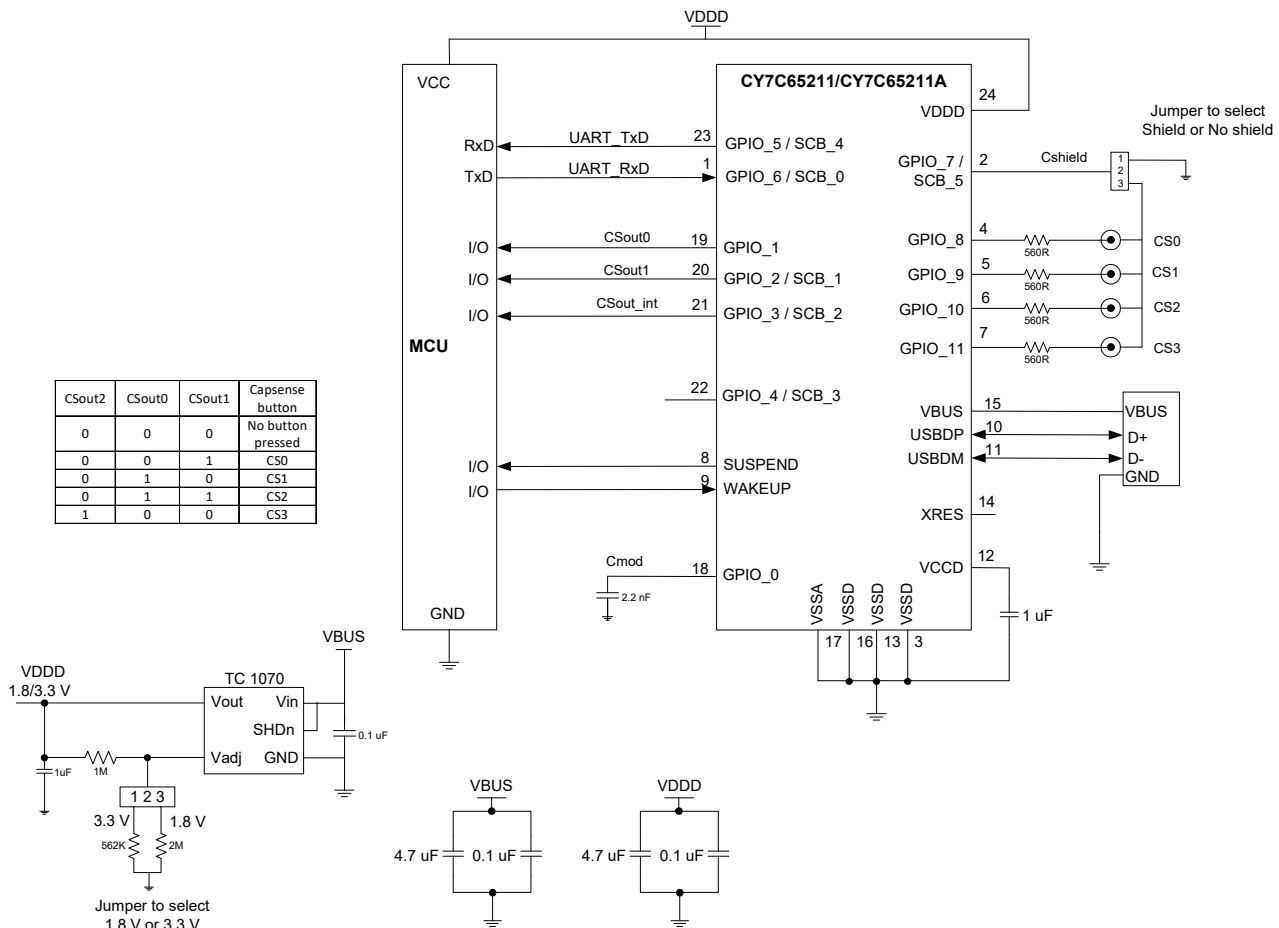 VDDD
VCC
CY7C65211/CY7C65211A
24
VDDD
Jumper to select
Shield or No shield
RxD
UART_TxD
23
GPIO_5 / SCB_4
TxD
UART_RxD
1
GPIO_6 / SCB_0
GPIO_7 /
SCB_5
2
Cshield
1
2
3
I/O
CSout0
19
GPIO_1
GPIO_8
4
560R
CS0
I/O
CSout1
20
GPIO_2 / SCB_1
GPIO_9
5
560R
CS1
I/O
CSout_int
21
GPIO_3 / SCB_2
GPIO_10
6
560R
CS2
MCU
GPIO_11
7
560R
CS3
22
GPIO_4 / SCB_3
VBUS
15
VBUS
USBDP
10
D+
USBDM
11
D-
GND
I/O
8
SUSPEND
I/O
9
WAKEUP
XRES
14
Cmod
18
GPIO_0
2.2 nF
VCCD
12
1 uF
GND
VSSA
VSSD
VSSD
VSSD
17
16
13
3
CSout2 CSout0 CSout1 Capsense button
0 0 0 No button pressed
0 0 1 CS0
0 1 0 CS1
0 1 1 CS2
1 0 0 CS3
VBUS
VDDD
1.8/3.3 V
TC 1070
Vout
Vin
SHDn
0.1 uF
Vadj
GND
1uF
1M
1 2 3
3.3 V
1.8 V
562K
2M
Jumper to select
1.8 V or 3.3 V
VBUS
4.7 uF
0.1 uF
VDDD
4.7 uF
0.1 uF